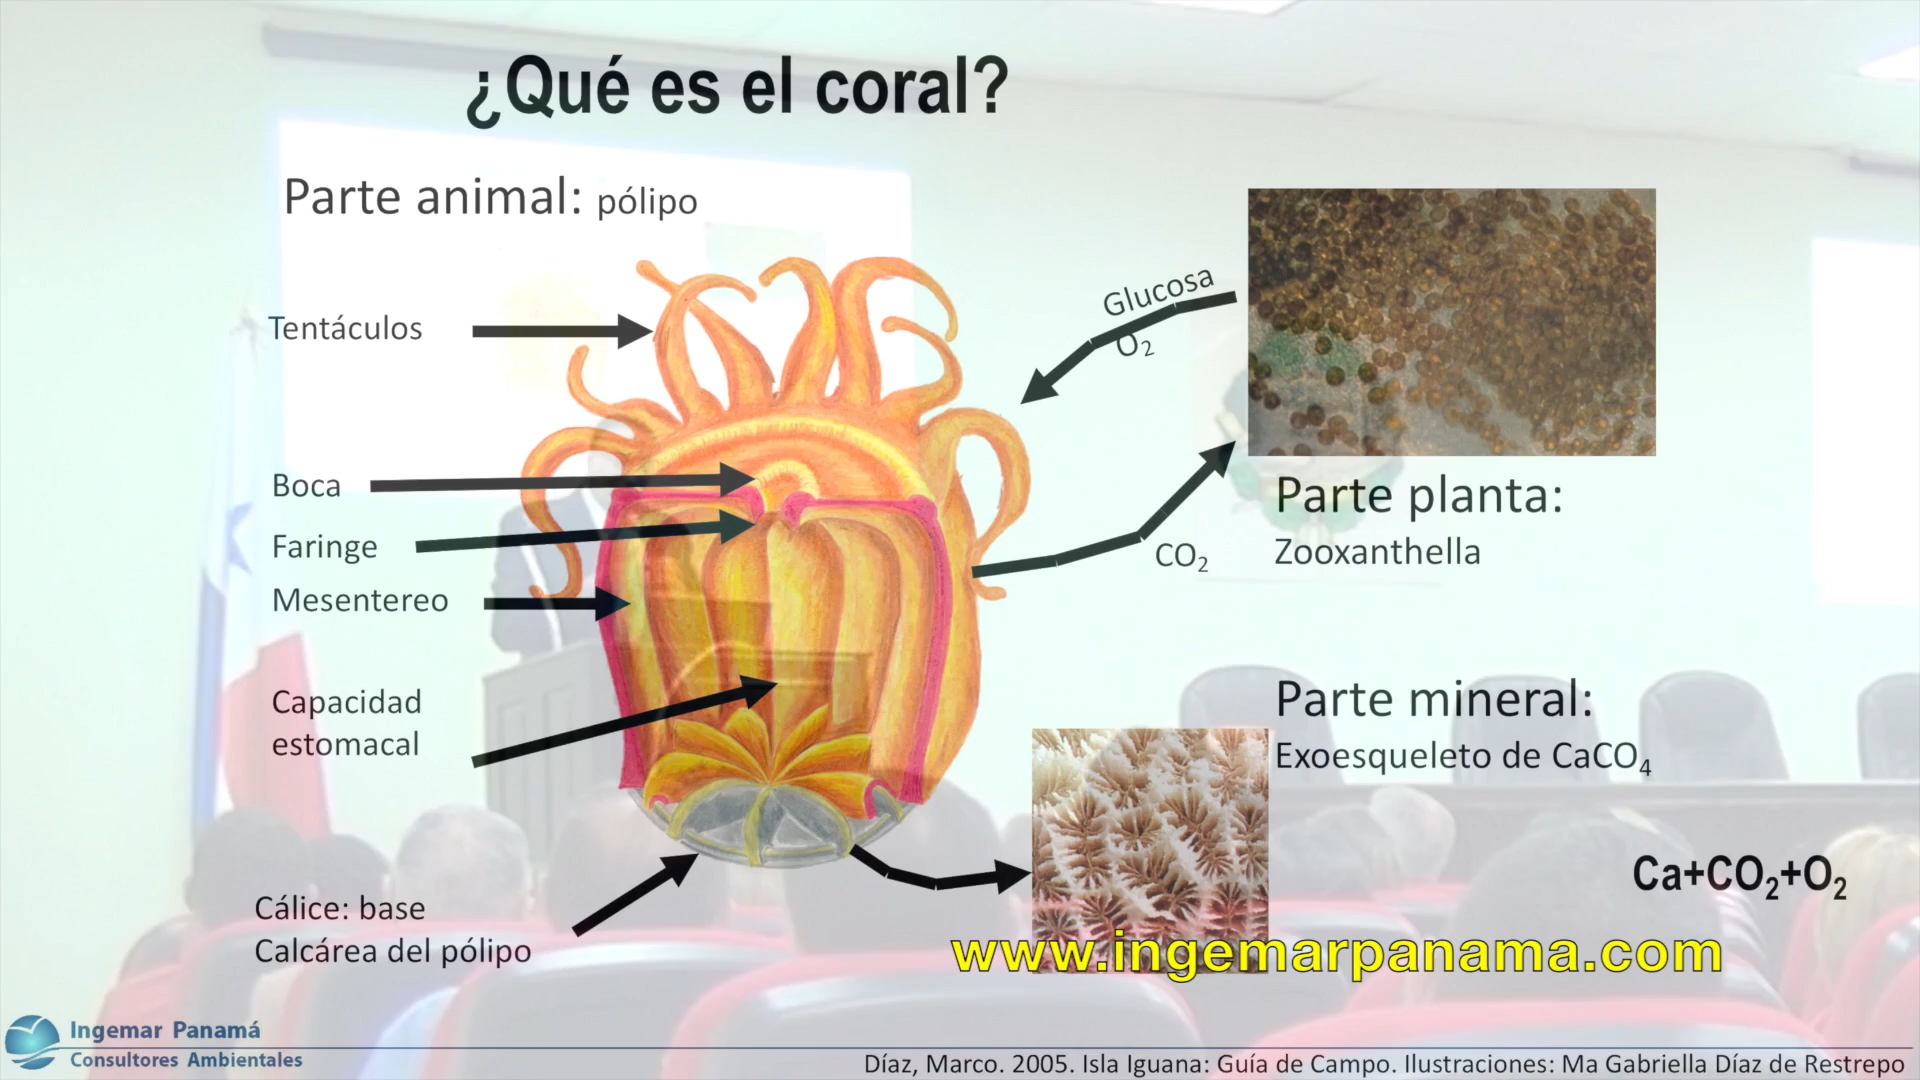 ¿Qué es el coral?
Parte animal: pólipo
Tentáculos
Boca
Faringe
Mesentereo
Capacidad
estomacal
Cálice: base
Calcárea del pólipo
Glucosa
O₂
CO₂
Parte planta:
Zooxanthella
Parte mineral:
Exoesqueleto de CaCO₄
Ca+CO₂+O₂
www.ingemarpanama.com
Ingemar Panamá
Consultores Ambientales
Díaz, Marco. 2005. Isla Iguana: Guía de Campo. Ilustraciones: Ma Gabriella Díaz de Restrepo